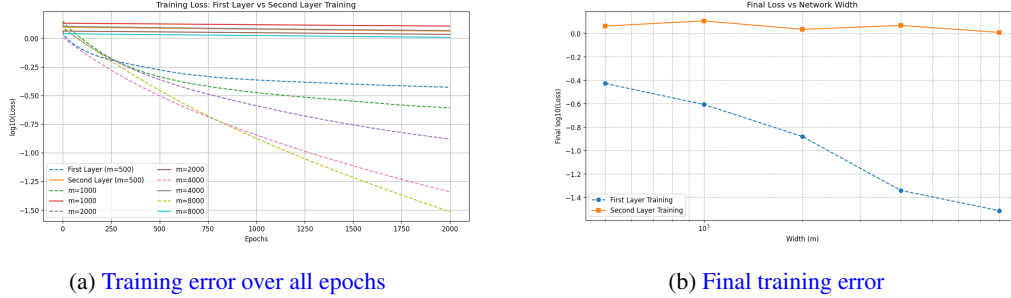 Training Loss: First Layer vs Second Layer Training
0.00
−0.25
−0.50
−0.75
−1.00
−1.25
−1.50
log10(Loss)
First Layer (m=500)
Second Layer (m=500)
m=1000
m=1000
m=2000
m=2000
m=4000
m=4000
m=8000
m=8000
0 250 500 750 1000 1250 1500 1750 2000
Epochs
(a) Training error over all epochs
Final Loss vs Network Width
0.0
−0.2
−0.4
−0.6
−0.8
−1.0
−1.2
−1.4
Final log10(Loss)
First Layer Training
Second Layer Training
10³
Width (m)
(b) Final training error